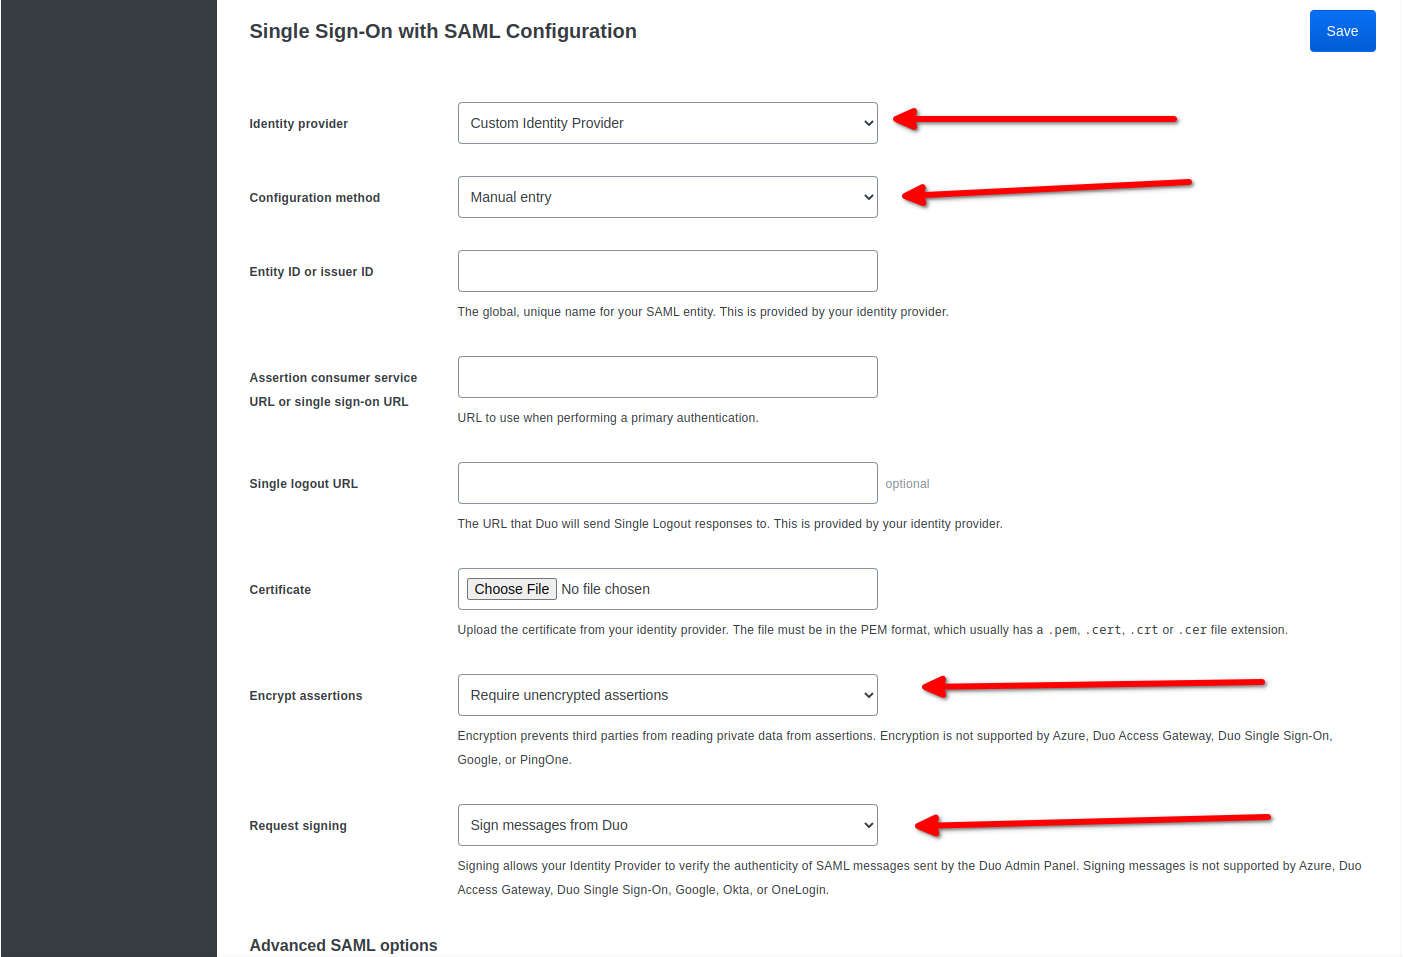 Single Sign-On with SAML Configuration
Save
Identity provider
Custom Identity Provider
Configuration method
Manual entry
Entity ID or issuer ID
The global, unique name for your SAML entity. This is provided by your identity provider.
Assertion consumer service
URL or single sign-on URL
URL to use when performing a primary authentication.
Single logout URL
optional
The URL that Duo will send Single Logout responses to. This is provided by your identity provider.
Certificate
Choose File No file chosen
Upload the certificate from your identity provider. The file must be in the PEM format, which usually has a .pem, .cert, .crt or .cer file extension.
Encrypt assertions
Require unencrypted assertions
Encryption prevents third parties from reading private data from assertions. Encryption is not supported by Azure, Duo Access Gateway, Duo Single Sign-On,
Google, or PingOne.
Request signing
Sign messages from Duo
Signing allows your Identity Provider to verify the authenticity of SAML messages sent by the Duo Admin Panel. Signing messages is not supported by Azure, Duo
Access Gateway, Duo Single Sign-On, Google, Okta, or OneLogin.
Advanced SAML options